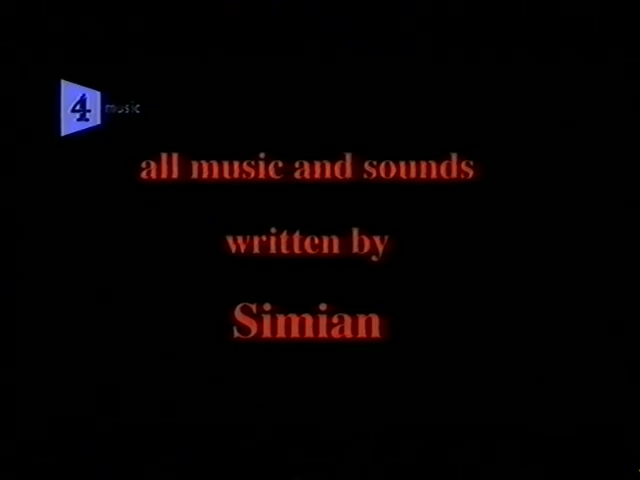 4 music
all music and sounds
written by
Simian